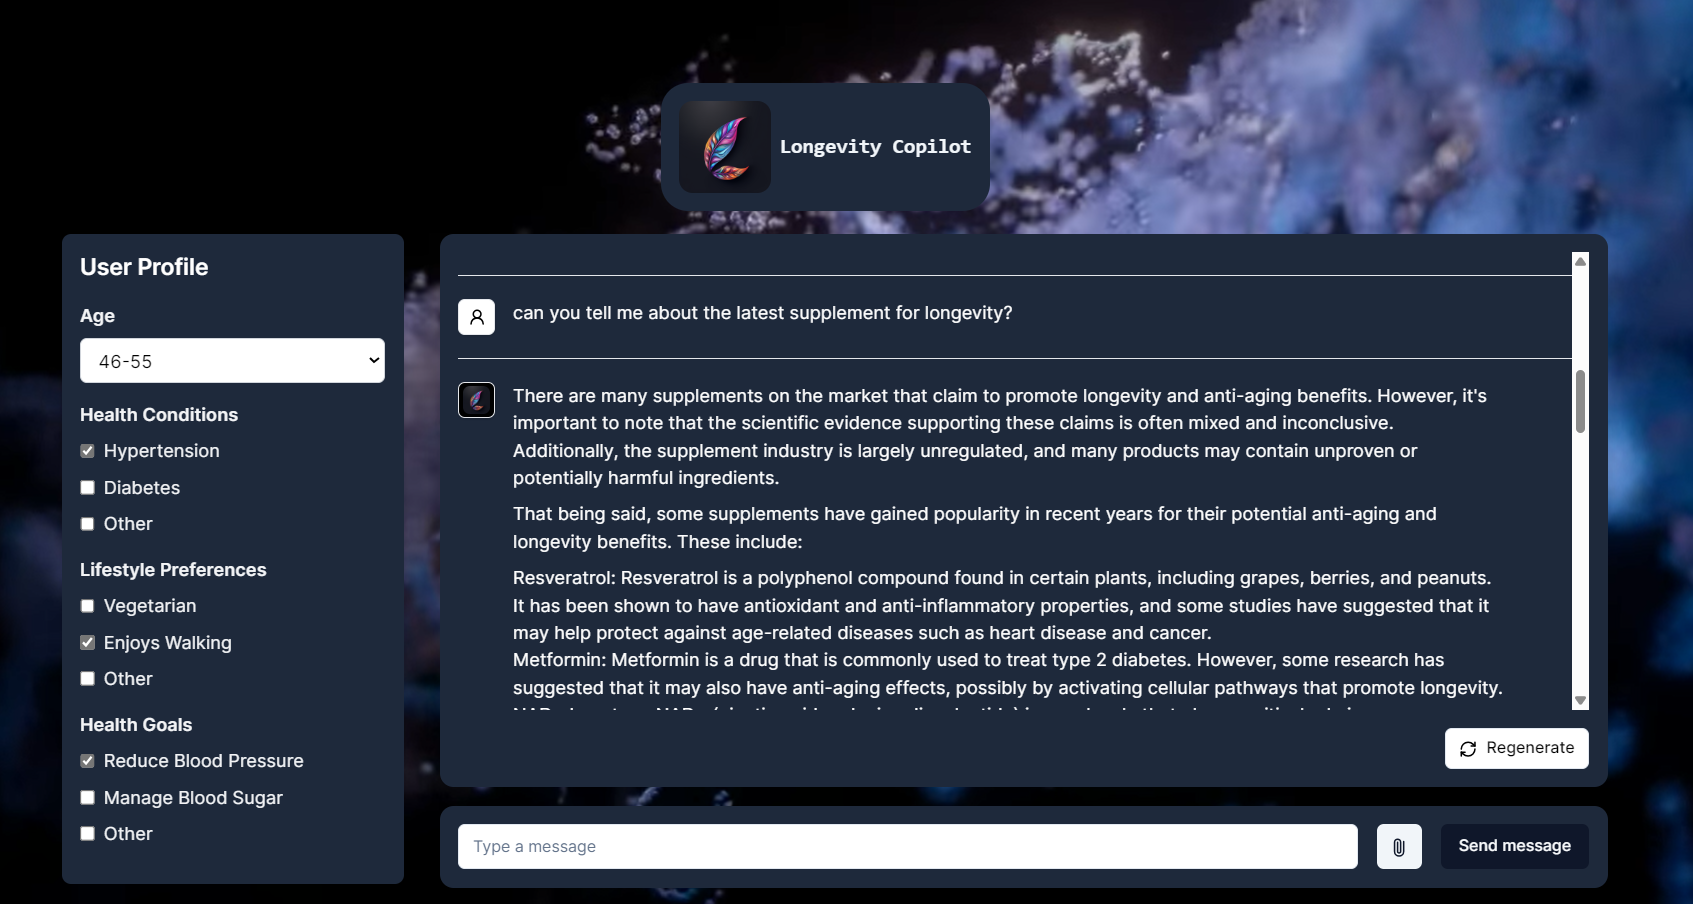 Longevity Copilot
User Profile
Age
46-55
Health Conditions
Hypertension
Diabetes
Other
Lifestyle Preferences
Vegetarian
Enjoys Walking
Other
Health Goals
Reduce Blood Pressure
Manage Blood Sugar
Other
can you tell me about the latest supplement for longevity?
There are many supplements on the market that claim to promote longevity and anti-aging benefits. However, it's
important to note that the scientific evidence supporting these claims is often mixed and inconclusive.
Additionally, the supplement industry is largely unregulated, and many products may contain unproven or
potentially harmful ingredients.
That being said, some supplements have gained popularity in recent years for their potential anti-aging and
longevity benefits. These include:
Resveratrol: Resveratrol is a polyphenol compound found in certain plants, including grapes, berries, and peanuts.
It has been shown to have antioxidant and anti-inflammatory properties, and some studies have suggested that it
may help protect against age-related diseases such as heart disease and cancer.
Metformin: Metformin is a drug that is commonly used to treat type 2 diabetes. However, some research has
suggested that it may also have anti-aging effects, possibly by activating cellular pathways that promote longevity.
Regenerate
Type a message
Send message